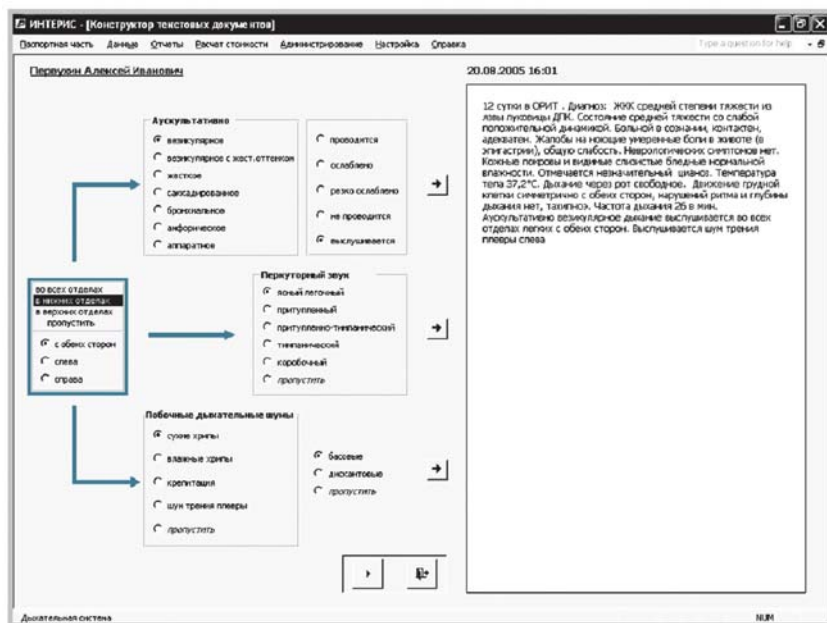 ИНТЕРИС - [Конструктор текстовых документов]
Паспортная часть Данные Отчеты Расчет стоимости Администрирование Настройка Справка Type a question for help
Первухин Алексей Иванович
20.08.2005 16:01
Аускультативно
везикулярное
везикулярное с жест.оттенком
жесткое
саккадированное
бронхиальное
амфорическое
аппаратное
проводится
ослаблено
резко ослаблено
не проводится
выслушивается
во всех отделах
в нижних отделах
в верхних отделах
пропустить
с обеих сторон
слева
справа
Перкуторный звук
ясный легочный
притупленный
притупленно-тимпанический
тимпанический
коробочный
пропустить
Побочные дыхательные шумы
сухие хрипы
влажные хрипы
крепитация
шум трения плевры
пропустить
басовые
дискантовые
пропустить
12 сутки в ОРИТ . Диагноз: ЖКК средней степени тяжести из
язвы луковицы ДПК. Состояние средней тяжести со слабой
положительной динамикой. Больной в сознании, контактен,
адекватен. Жалобы на ноющие умеренные боли в животе (в
эпигастрии), общую слабость. Неврологических симптомов нет.
Кожные покровы и видимые слизистые бледные нормальной
влажности. Отмечается незначительный цианоз. Температура
тела 37,2°C. Дыхание через рот свободное. Движение грудной
клетки симметрично с обеих сторон, нарушений ритма и глубины
дыхания нет, тахипноэ. Частота дыхания 26 в мин.
Аускультативно везикулярное дыхание выслушивается во всех
отделах легких с обеих сторон. Выслушивается шум трения
плевры слева
Дыхательная система
NUM